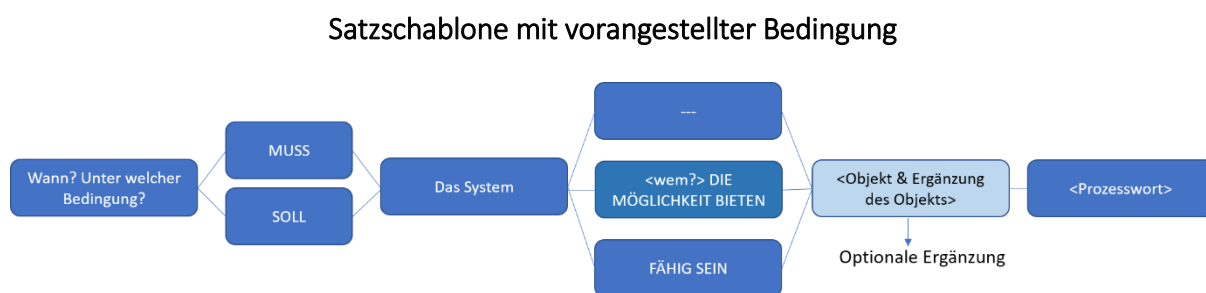 Satzschablone mit vorangestellter Bedingung
Wann? Unter welcher
Bedingung?
MUSS
SOLL
Das System
---
<wem?> DIE
MÖGLICHKEIT BIETEN
FÄHIG SEIN
<Objekt & Ergänzung
des Objekts>
Optionale Ergänzung
<Prozesswort>